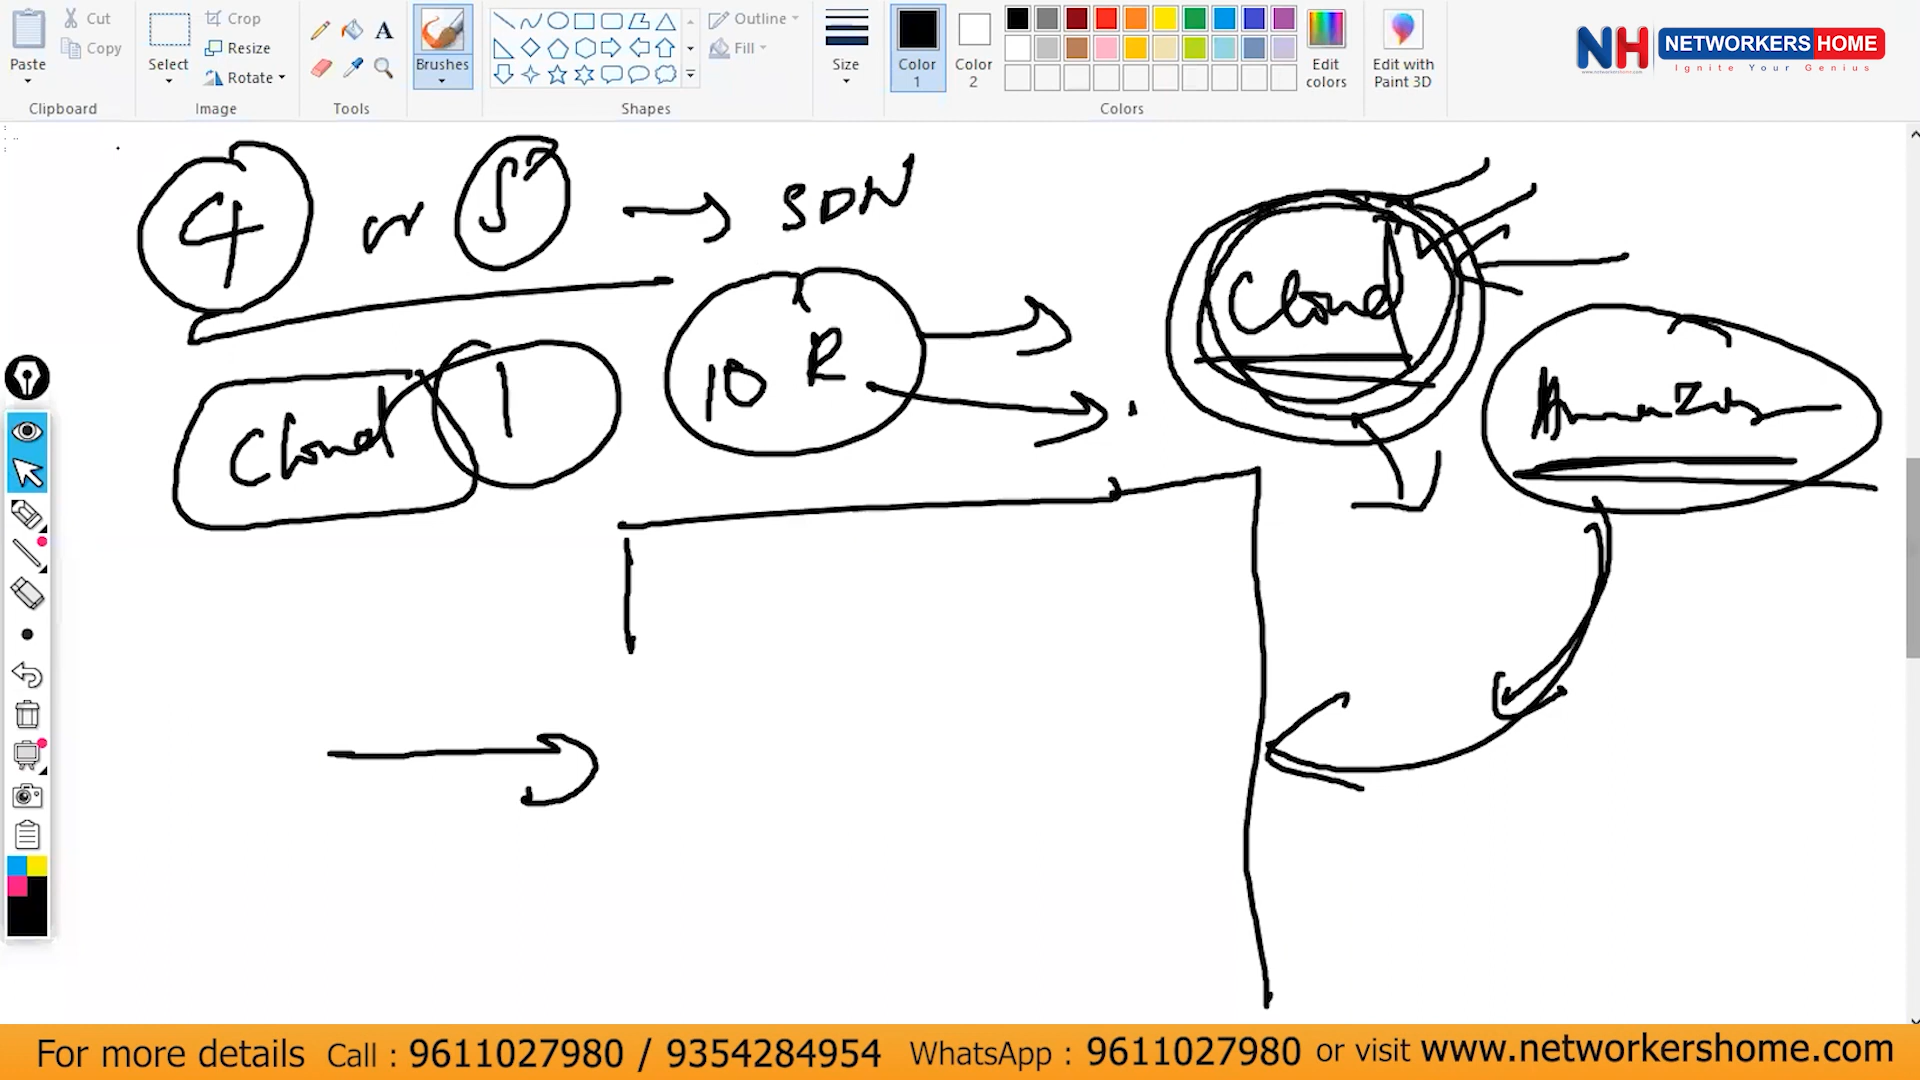 Paste
Cut
Copy
Clipboard
Select
Crop
Resize
Rotate
Image
A
Tools
Brushes
Shapes
Outline
Fill
Size
Color 1
Color 2
Edit colors
Colors
Edit with Paint 3D
NH
NETWORKERS HOME
Ignite Your Genius
4 or 5 → SDN
Cloud
Cloud 1
10 R
Amazon
For more details Call : 9611027980 / 9354284954 WhatsApp : 9611027980 or visit www.networkershome.com